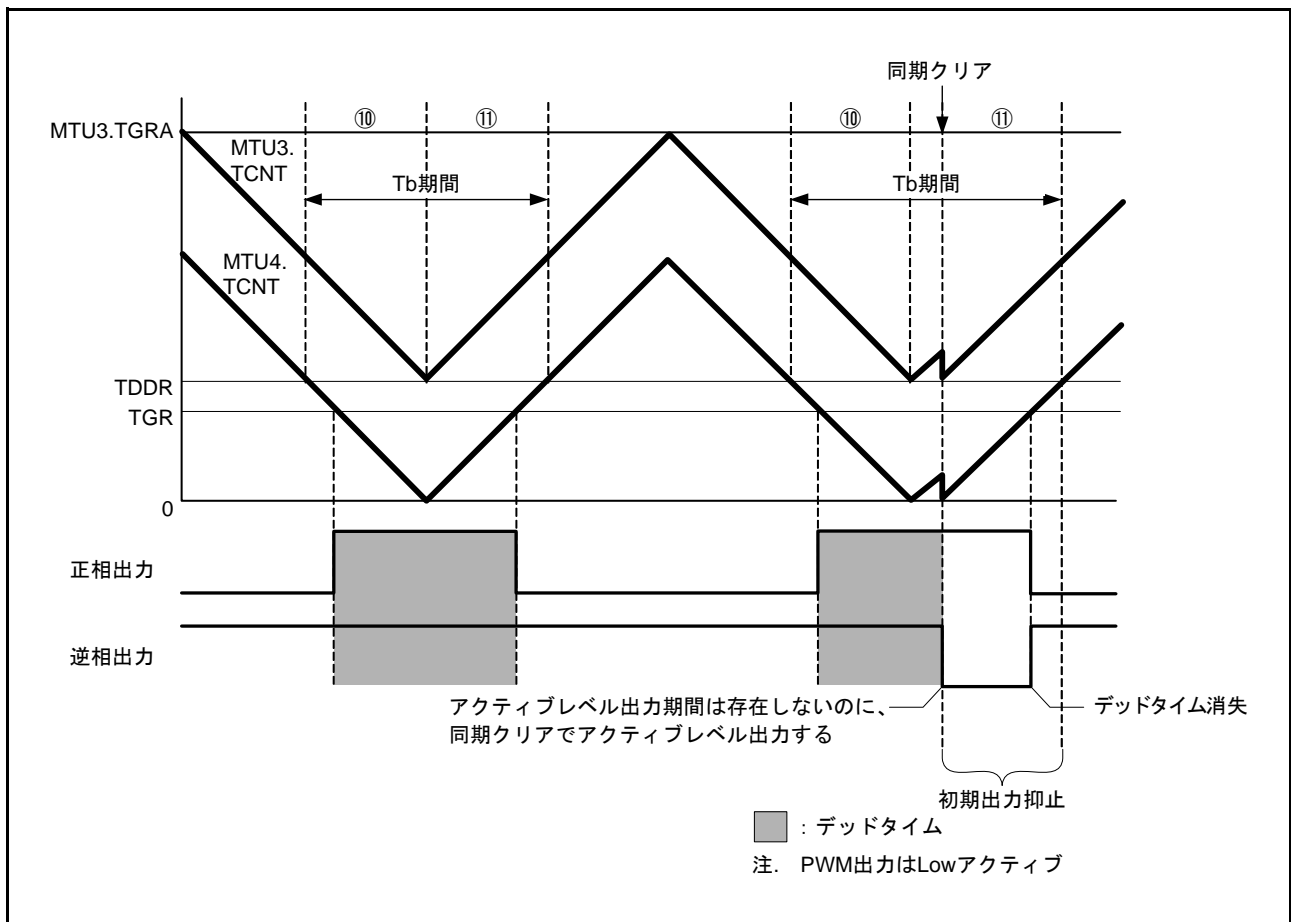 同期クリア
⑩
⑪
⑩
⑪
MTU3.TGRA
MTU3.
TCNT
Tb期間
Tb期間
MTU4.
TCNT
TDDR
TGR
0
正相出力
逆相出力
アクティブレベル出力期間は存在しないのに、
同期クリアでアクティブレベル出力する
デッドタイム消失
初期出力抑止
：デッドタイム
注. PWM出力はLowアクティブ